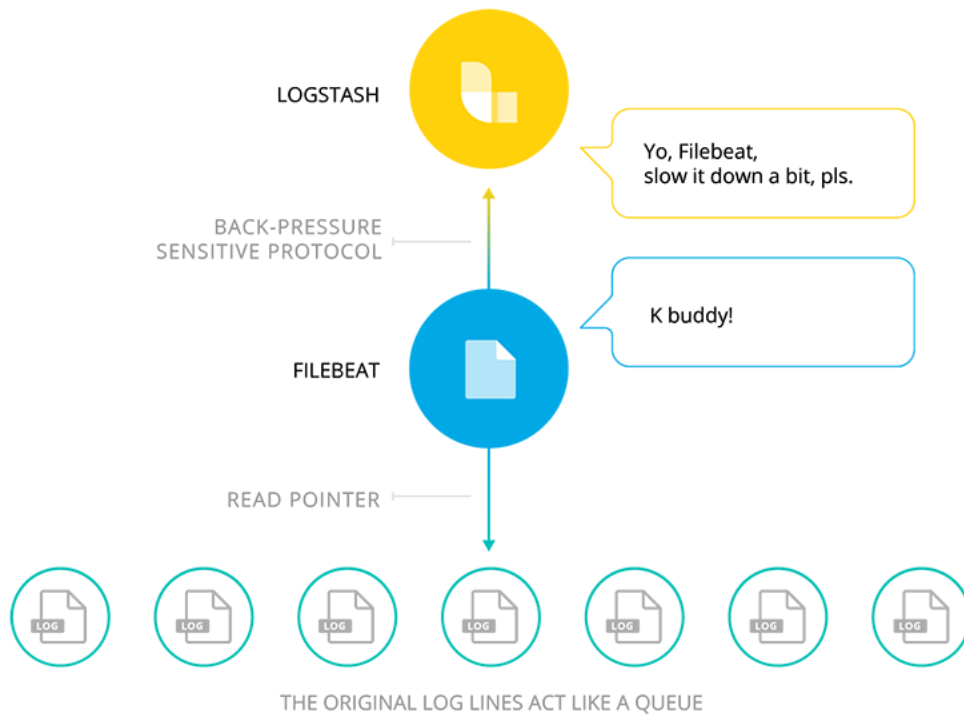 LOGSTASH
Yo, Filebeat,
slow it down a bit, pls.
BACK-PRESSURE
SENSITIVE PROTOCOL
K buddy!
FILEBEAT
READ POINTER
LOG
LOG
LOG
LOG
LOG
LOG
LOG
THE ORIGINAL LOG LINES ACT LIKE A QUEUE